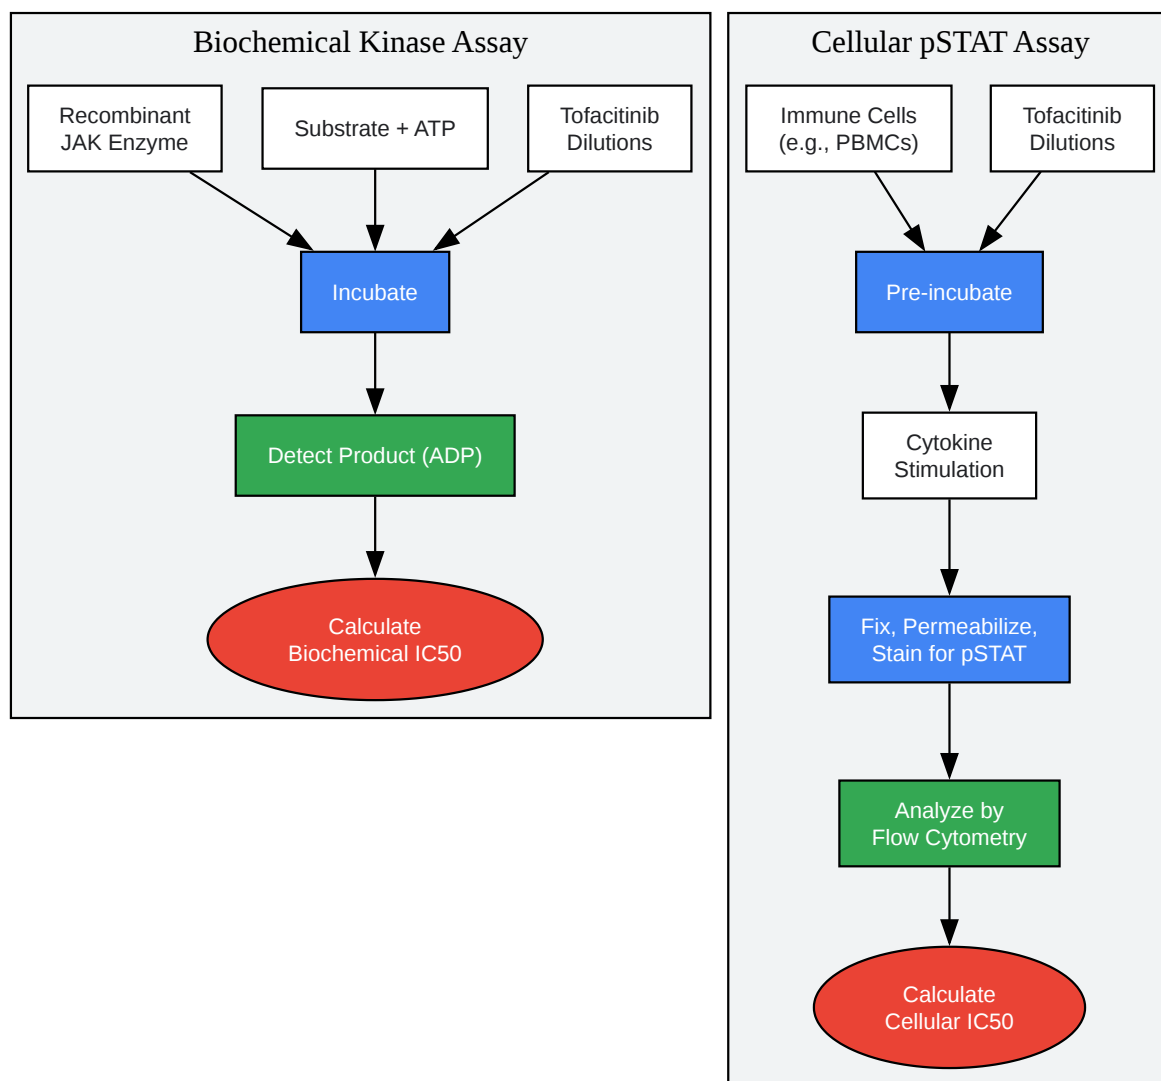 Biochemical Kinase Assay
Recombinant
JAK Enzyme
Substrate + ATP
Tofacitinib
Dilutions
Incubate
Detect Product (ADP)
Calculate
Biochemical IC50
Cellular pSTAT Assay
Immune Cells
(e.g., PBMCs)
Tofacitinib
Dilutions
Pre-incubate
Cytokine
Stimulation
Fix, Permeabilize,
Stain for pSTAT
Analyze by
Flow Cytometry
Calculate
Cellular IC50